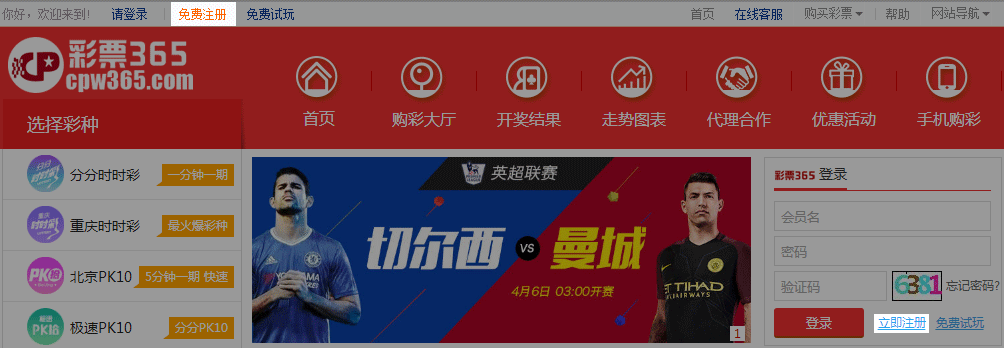 你好，欢迎来到! 请登录 免费注册 免费试玩 首页 在线客服 购买彩票 帮助 网站导航
彩票365
cpw365.com
首页 购彩大厅 开奖结果 走势图表 代理合作 优惠活动 手机购彩
选择彩种
分分时时彩 一分钟一期
重庆时时彩 最火爆彩种
北京PK10 5分钟一期 快速
极速PK10 分分PK10
英超联赛
切尔西 VS 曼城
4月6日 03:00开赛
YOKOHAMA
ETIHAD
1
彩票365 登录
会员名
密码
验证码 6381 忘记密码?
登录 立即注册 免费试玩